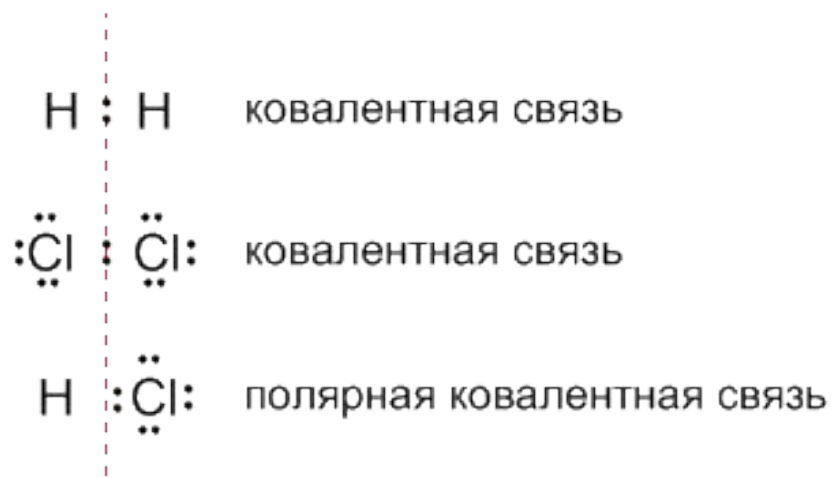 H : H ковалентная связь
:Cl : Cl: ковалентная связь
H :Cl: полярная ковалентная связь